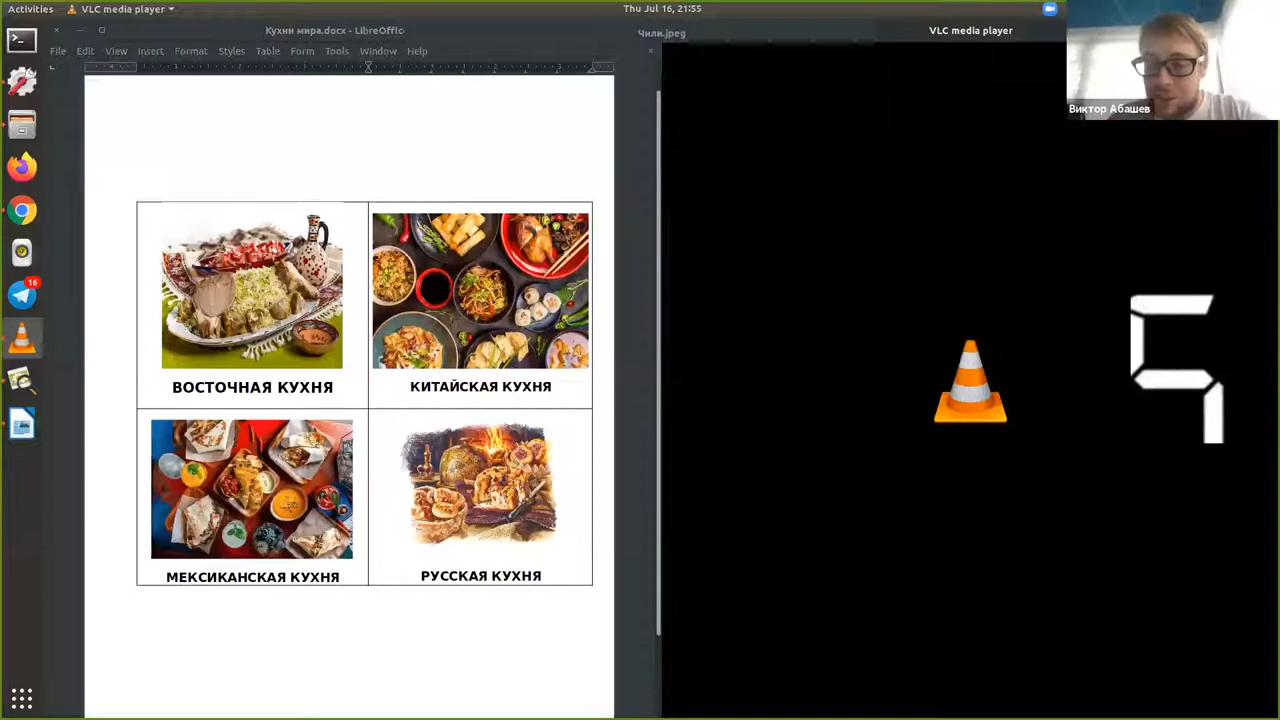 Activities
VLC media player
Thu Jul 16, 21:55
Кухни мира.docx - LibreOffic
Чили.jpeg
VLC media player
File Edit View Insert Format Styles Table Form Tools Window Help
Виктор Абашев
16
ВОСТОЧНАЯ КУХНЯ
КИТАЙСКАЯ КУХНЯ
МЕКСИКАНСКАЯ КУХНЯ
РУССКАЯ КУХНЯ